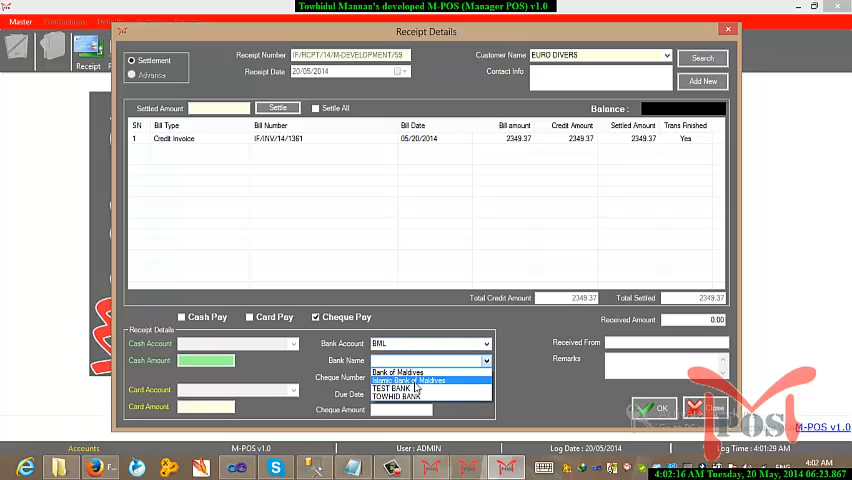 Towhidul Mannan's developed M-POS (Manager POS) v1.0
Master
Receipt Details
Receipt
Settlement
Advance
Receipt Number IF/RCPT/14/M-DEVELOPMENT/59
Receipt Date 20/05/2014
Customer Name EURO DIVERS
Contact Info
Search
Add New
Settled Amount
Settle
Settle All
Balance :
SN Bill Type Bill Number Bill Date Bill amount Credit Amount Settled Amount Trans Finished
1 Credit Invoice IF/INV/14/1361 05/20/2014 2349.37 2349.37 2349.37 Yes
Total Credit Amount 2349.37 Total Settled 2349.37
Cash Pay Card Pay Cheque Pay
Received Amount 0.00
Receipt Details
Cash Account
Cash Amount
Card Account
Card Amount
Bank Account BML
Bank Name
Bank of Maldives
Islamic Bank of Maldives
TEST BANK
TOWHID BANK
Cheque Number
Due Date
Cheque Amount
Received From
Remarks
OK
Close
M-POS v1.0
POS
Accounts M-POS v1.0 User : ADMIN Log Date : 20/05/2014 Log Time : 4:01:29 AM
F...
ENG 4:02 AM
4:02:16 AM Tuesday, 20 May, 2014 06:23.867